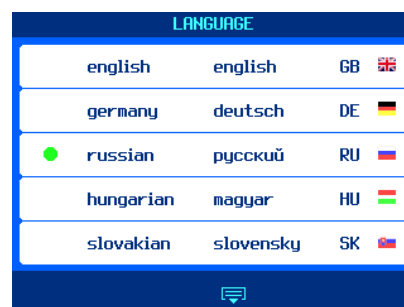 LANGUAGE
english english GB
germany deutsch DE
russian русский RU
hungarian magyar HU
slovakian slovensky SK